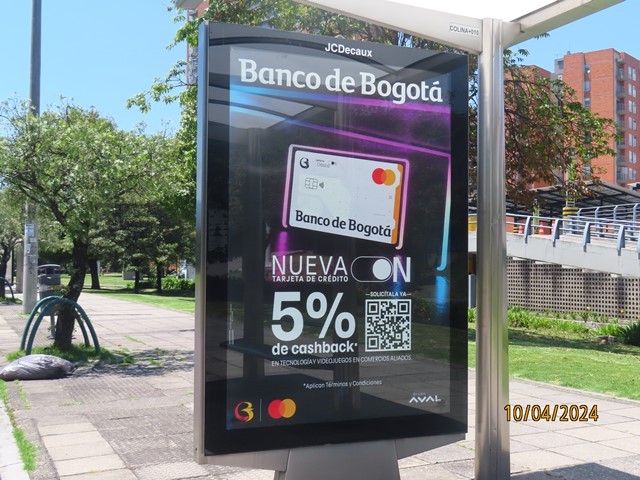 COLINA+010
JCDecaux
Banco de Bogotá
Banco de Bogotá
NUEVA ON
TARJETA DE CRÉDITO
5%
de cashback*
SOLICÍTALA YA
EN TECNOLOGÍA Y VIDEOJUEGOS EN COMERCIOS ALIADOS.
*Aplican Términos y Condiciones
AVAL
10/04/2024